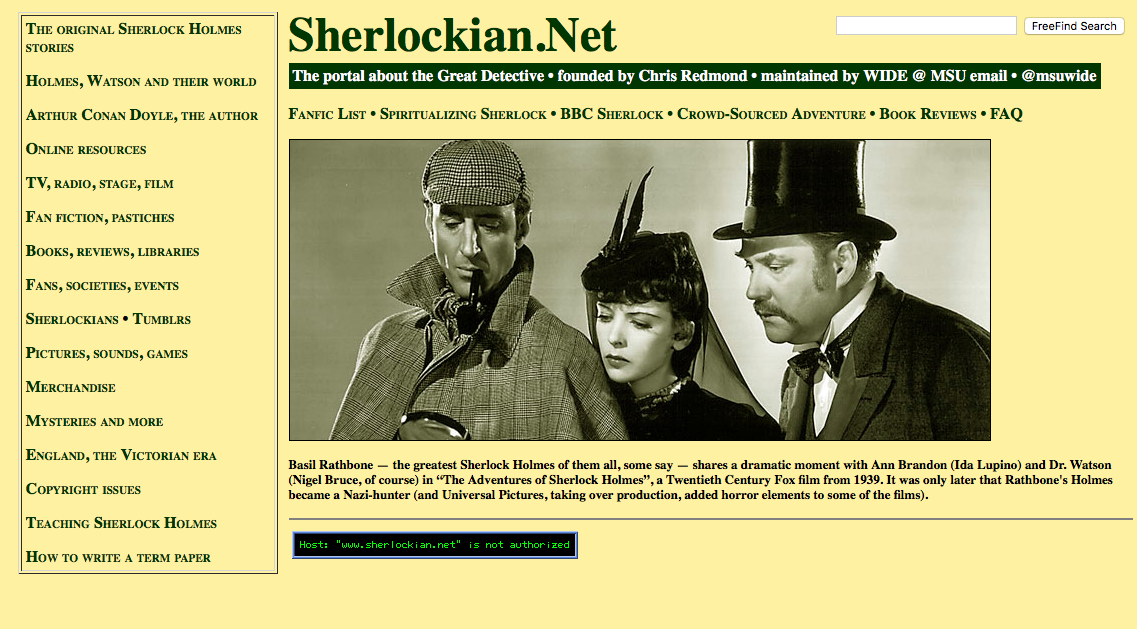 The original Sherlock Holmes
stories
Holmes, Watson and their world
Arthur Conan Doyle, the author
Online resources
TV, radio, stage, film
Fan fiction, pastiches
Books, reviews, libraries
Fans, societies, events
Sherlockians • Tumblrs
Pictures, sounds, games
Merchandise
Mysteries and more
England, the Victorian era
Copyright issues
Teaching Sherlock Holmes
How to write a term paper
Sherlockian.Net
FreeFind Search
The portal about the Great Detective • founded by Chris Redmond • maintained by WIDE @ MSU email • @msuwide
Fanfic List • Spiritualizing Sherlock • BBC Sherlock • Crowd-Sourced Adventure • Book Reviews • FAQ
Basil Rathbone — the greatest Sherlock Holmes of them all, some say — shares a dramatic moment with Ann Brandon (Ida Lupino) and Dr. Watson
(Nigel Bruce, of course) in “The Adventures of Sherlock Holmes”, a Twentieth Century Fox film from 1939. It was only later that Rathbone's Holmes
became a Nazi-hunter (and Universal Pictures, taking over production, added horror elements to some of the films).
Host: "www.sherlockian.net" is not authorized